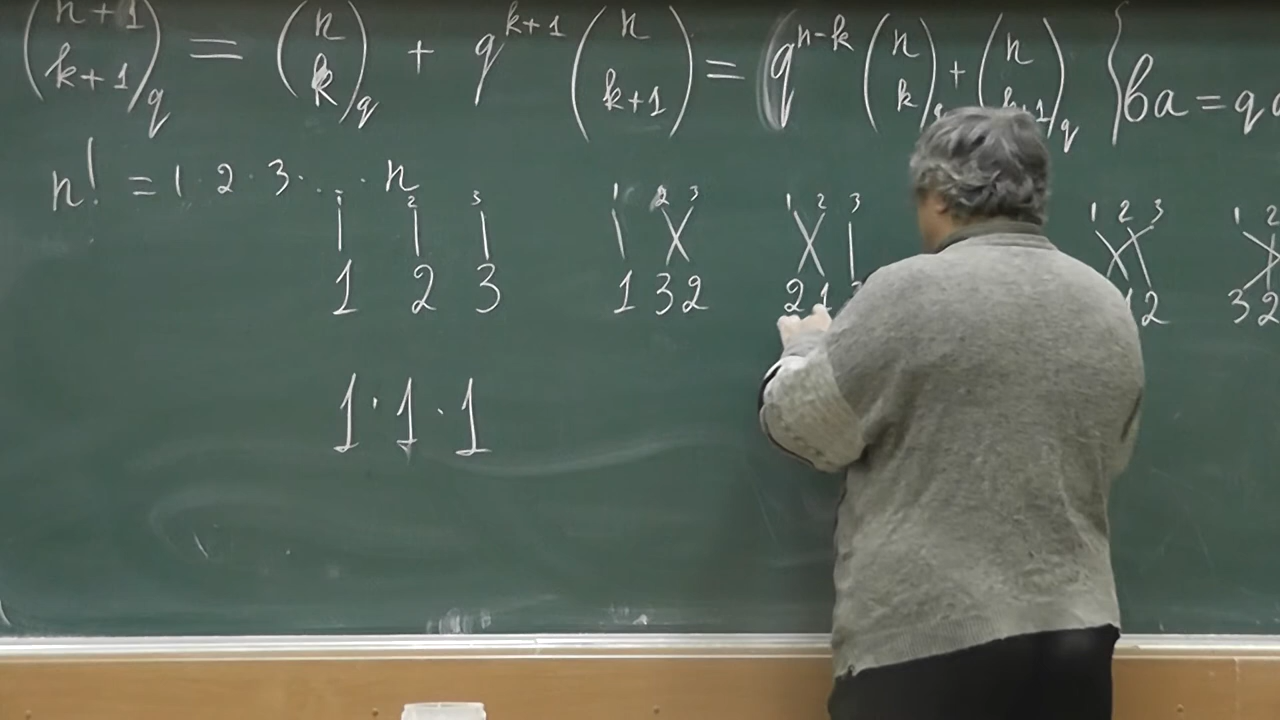 (n+1 k+1)_q = (n k)_q + q^{k+1} (n k+1) = q^{n-k} (n k)_q + (n k+1)_q { ba = q
n! = 1 · 2 · 3 · ... · n
1 2 3 1 2 3 1 2 3 1 2 3 1 2
1 2 3 1 3 2 2 1 2 3 2
1 · 1 · 1